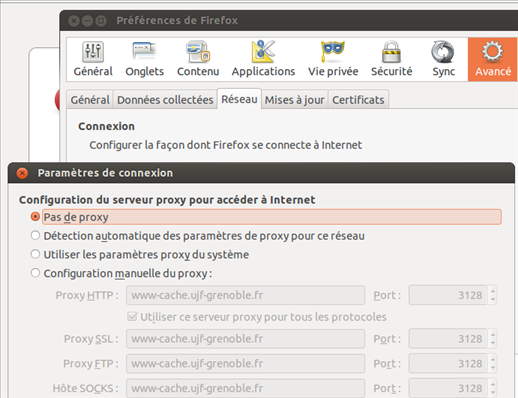 Préférences de Firefox
Général Onglets Contenu Applications Vie privée Sécurité Sync Avancé
Général Données collectées Réseau Mises à jour Certificats
Connexion
Configurer la façon dont Firefox se connecte à Internet
Paramètres de connexion
Configuration du serveur proxy pour accéder à Internet
Pas de proxy
Détection automatique des paramètres de proxy pour ce réseau
Utiliser les paramètres proxy du système
Configuration manuelle du proxy :
Proxy HTTP : www-cache.ujf-grenoble.fr Port : 3128
Utiliser ce serveur proxy pour tous les protocoles
Proxy SSL : www-cache.ujf-grenoble.fr Port : 3128
Proxy FTP : www-cache.ujf-grenoble.fr Port : 3128
Hôte SOCKS : www-cache.ujf-grenoble.fr Port : 3128